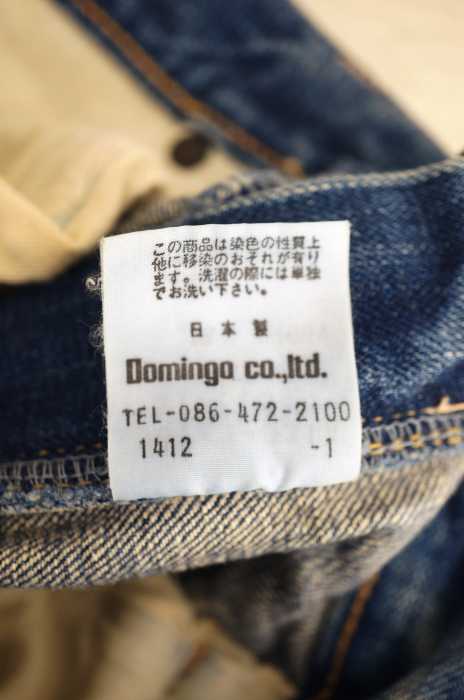 この商品は染色の性質上
他に移染のおそれが有り
ます。洗濯の際には単独
でお洗い下さい。
日本製
Domingo co.,ltd.
TEL-086-472-2100
1412 -1